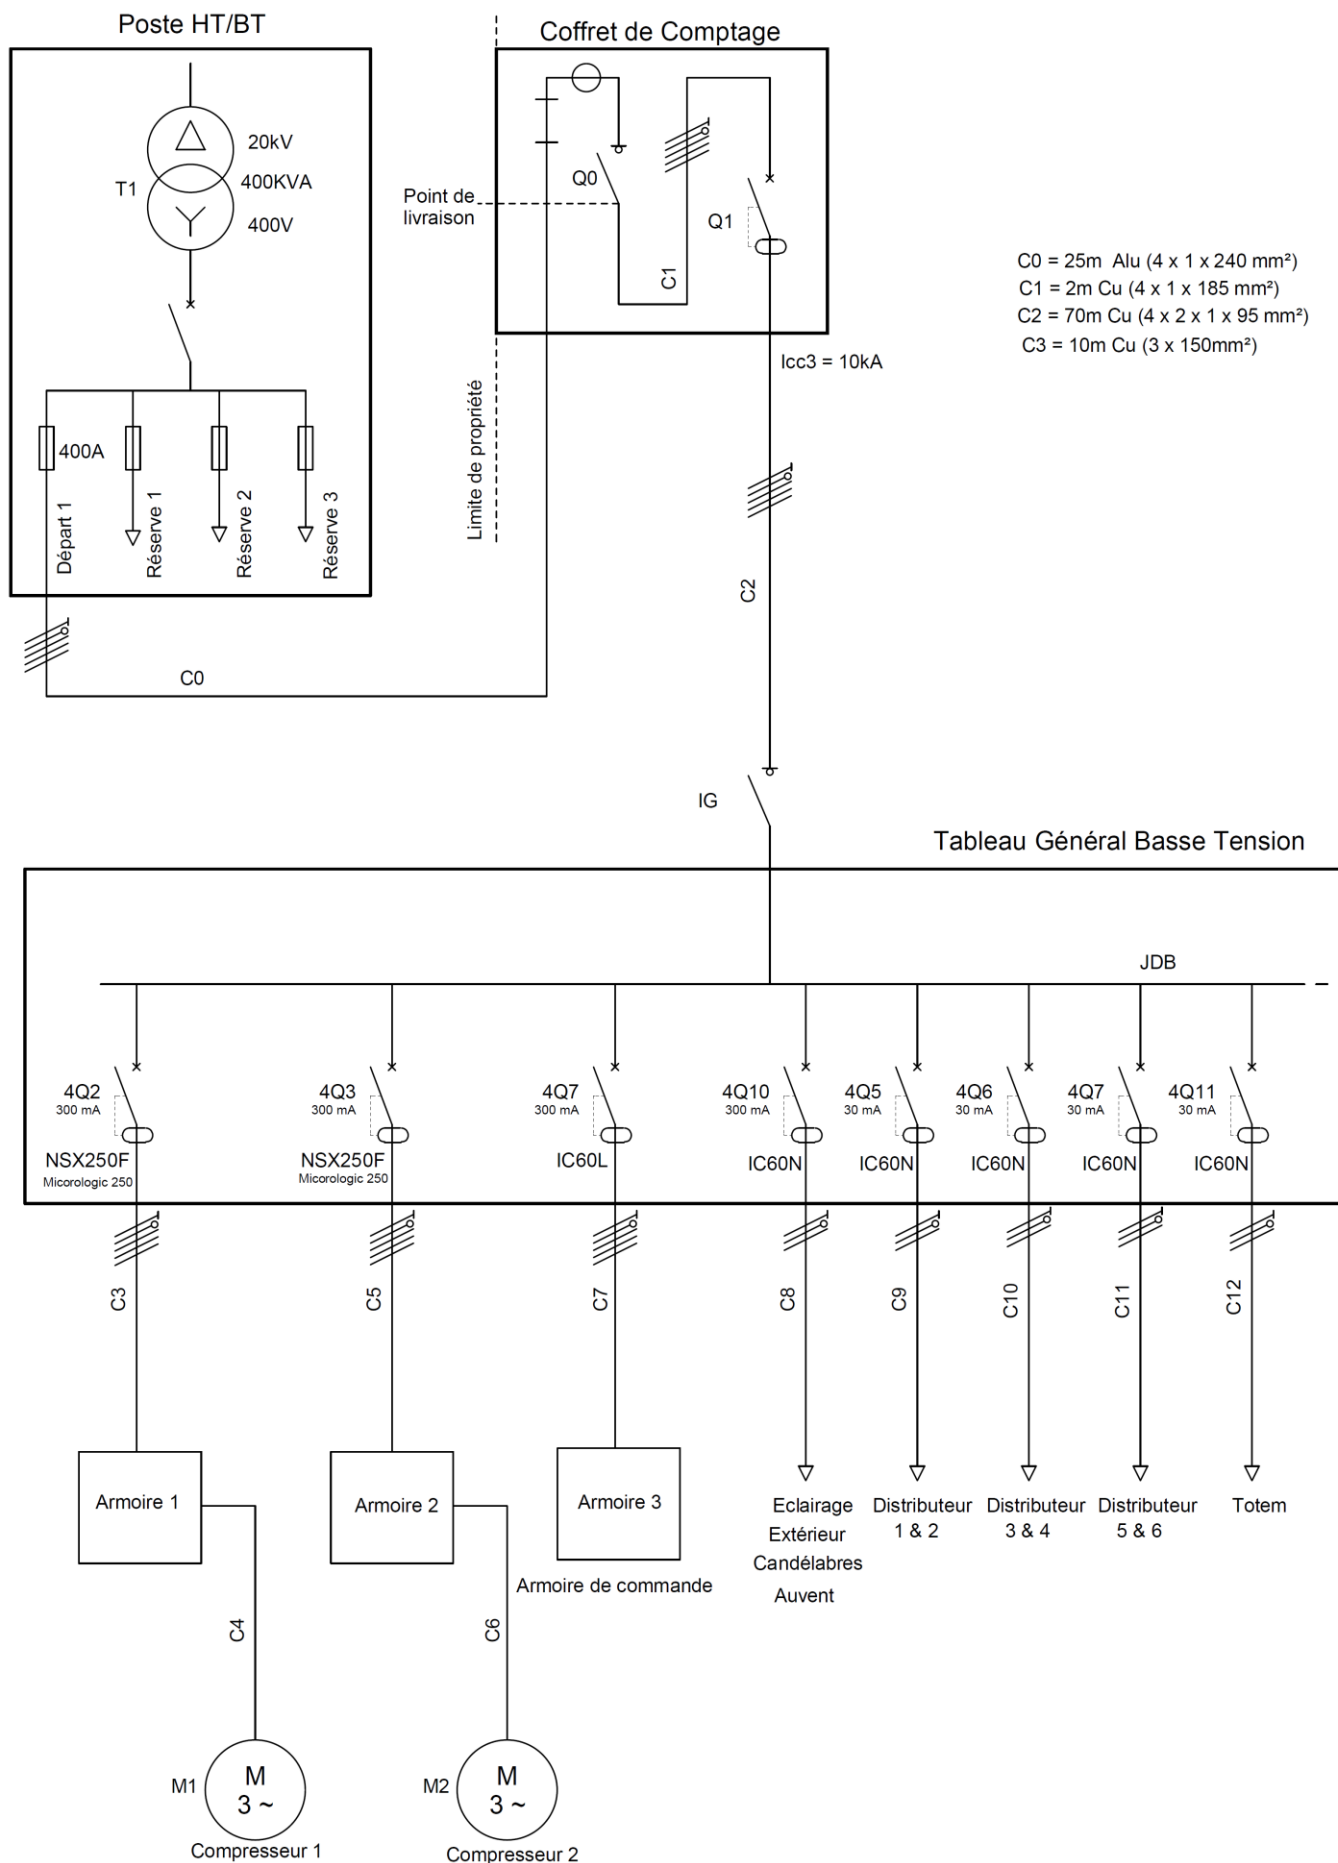 Poste HT/BT
Coffret de Comptage
20kV
400KVA
T1
400V
Q0
Point de
livraison
Q1
C1
C0 = 25m Alu (4 x 1 x 240 mm²)
C1 = 2m Cu (4 x 1 x 185 mm²)
C2 = 70m Cu (4 x 2 x 1 x 95 mm²)
C3 = 10m Cu (3 x 150mm²)
Icc3 = 10kA
400A
Départ 1
Réserve 1
Réserve 2
Réserve 3
Limite de propriété
C2
C0
IG
Tableau Général Basse Tension
JDB
4Q2
300 mA
NSX250F
Micorologic 250
4Q3
300 mA
NSX250F
Micorologic 250
4Q7
300 mA
IC60L
4Q10
300 mA
IC60N
4Q5
30 mA
IC60N
4Q6
30 mA
IC60N
4Q7
30 mA
IC60N
4Q11
30 mA
IC60N
C3
C5
C7
C8
C9
C10
C11
C12
Armoire 1
Armoire 2
Armoire 3
Armoire de commande
Eclairage
Extérieur
Candélabres
Auvent
Distributeur
1 & 2
Distributeur
3 & 4
Distributeur
5 & 6
Totem
C4
C6
M1
M
3 ~
Compresseur 1
M2
M
3 ~
Compresseur 2